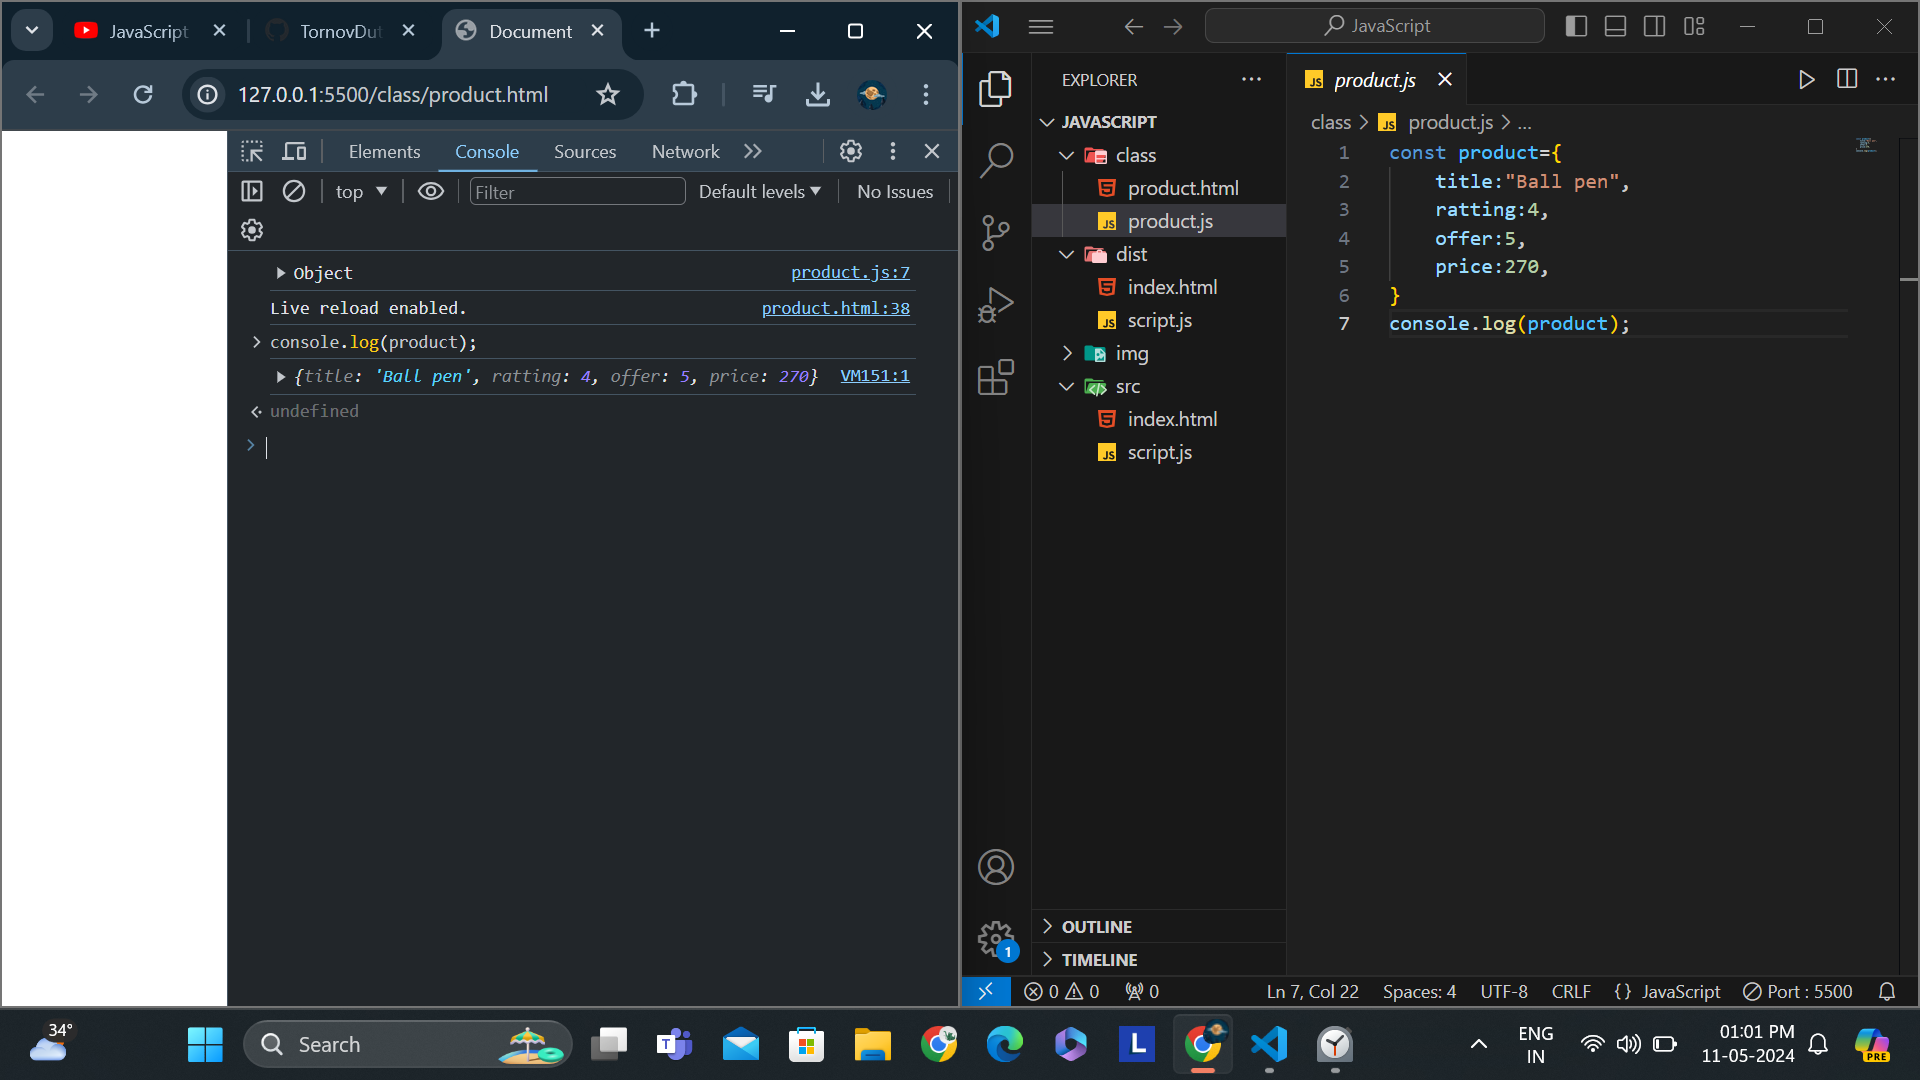 JavaScript
TornovDut
Document
127.0.0.1:5500/class/product.html
Elements
Console
Sources
Network
top
Filter
Default levels
No Issues
Object product.js:7
Live reload enabled. product.html:38
console.log(product);
{title: 'Ball pen', ratting: 4, offer: 5, price: 270} VM151:1
undefined
JavaScript
EXPLORER
JAVASCRIPT
class
product.html
product.js
dist
index.html
script.js
img
src
index.html
script.js
OUTLINE
TIMELINE
1
JS product.js
class > JS product.js > ...
1 const product={
2 title:"Ball pen",
3 ratting:4,
4 offer:5,
5 price:270,
6 }
7 console.log(product);
0 0 0
Ln 7, Col 22 Spaces: 4 UTF-8 CRLF {} JavaScript Port : 5500
34°
Search
L
PRE
ENG
IN
01:01 PM
11-05-2024